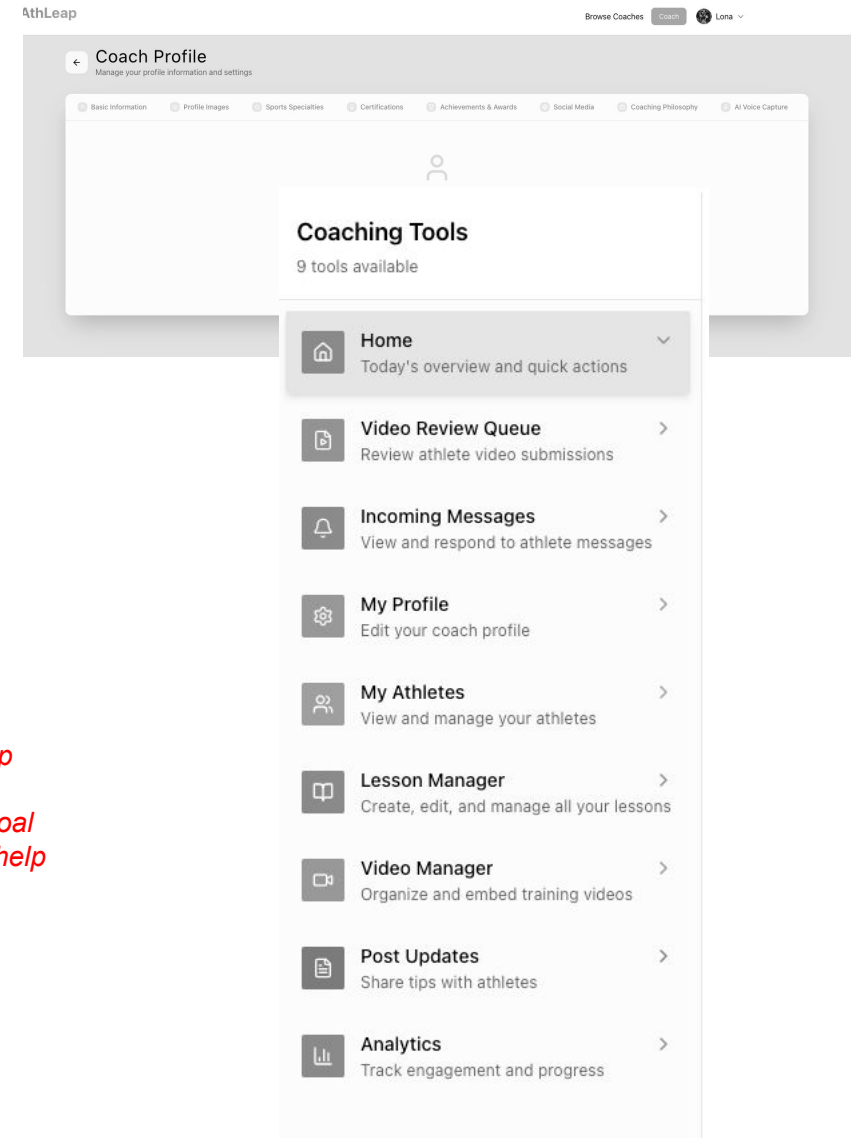 AthLeap
Browse Coaches Coach Lona
Coach Profile
Manage your profile information and settings
Basic Information Profile Images Sports Specialties Certifications Achievements & Awards Social Media Coaching Philosophy AI Voice Capture
Coaching Tools
9 tools available
Home
Today's overview and quick actions
Video Review Queue
Review athlete video submissions
Incoming Messages
View and respond to athlete messages
My Profile
Edit your coach profile
My Athletes
View and manage your athletes
Lesson Manager
Create, edit, and manage all your lessons
Video Manager
Organize and embed training videos
Post Updates
Share tips with athletes
Analytics
Track engagement and progress
help